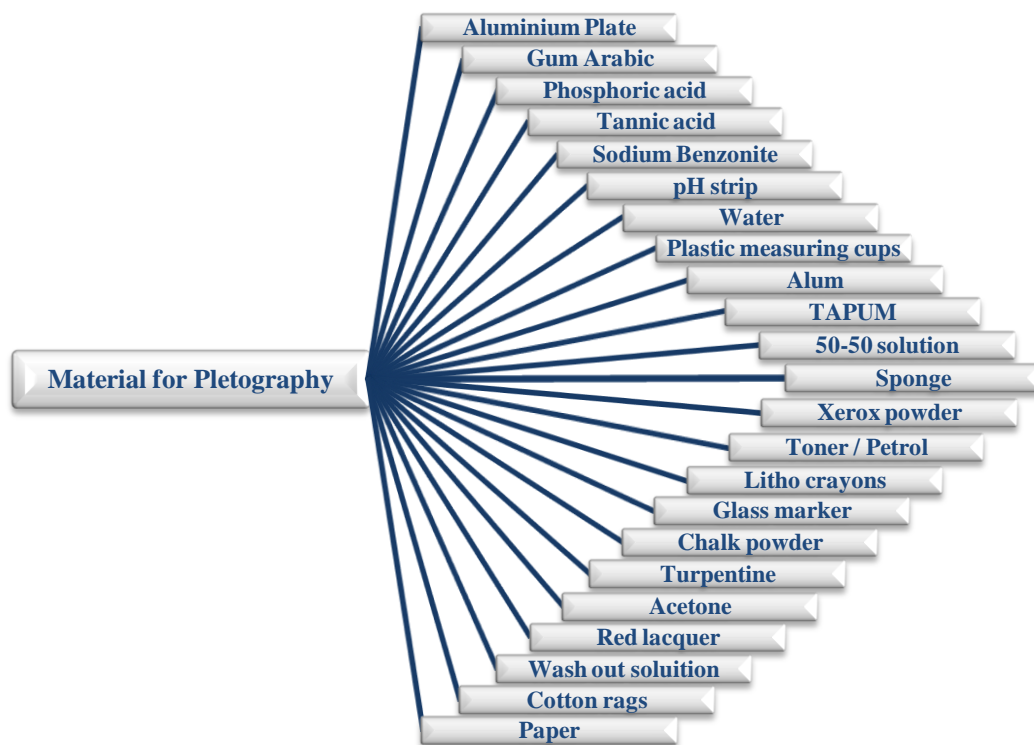 Aluminium Plate
Gum Arabic
Phosphoric acid
Tannic acid
Sodium Benzonite
pH strip
Water
Plastic measuring cups
Alum
TAPUM
50-50 solution
Material for Pletography
Sponge
Xerox powder
Toner / Petrol
Litho crayons
Glass marker
Chalk powder
Turpentine
Acetone
Red lacquer
Wash out soluition
Cotton rags
Paper